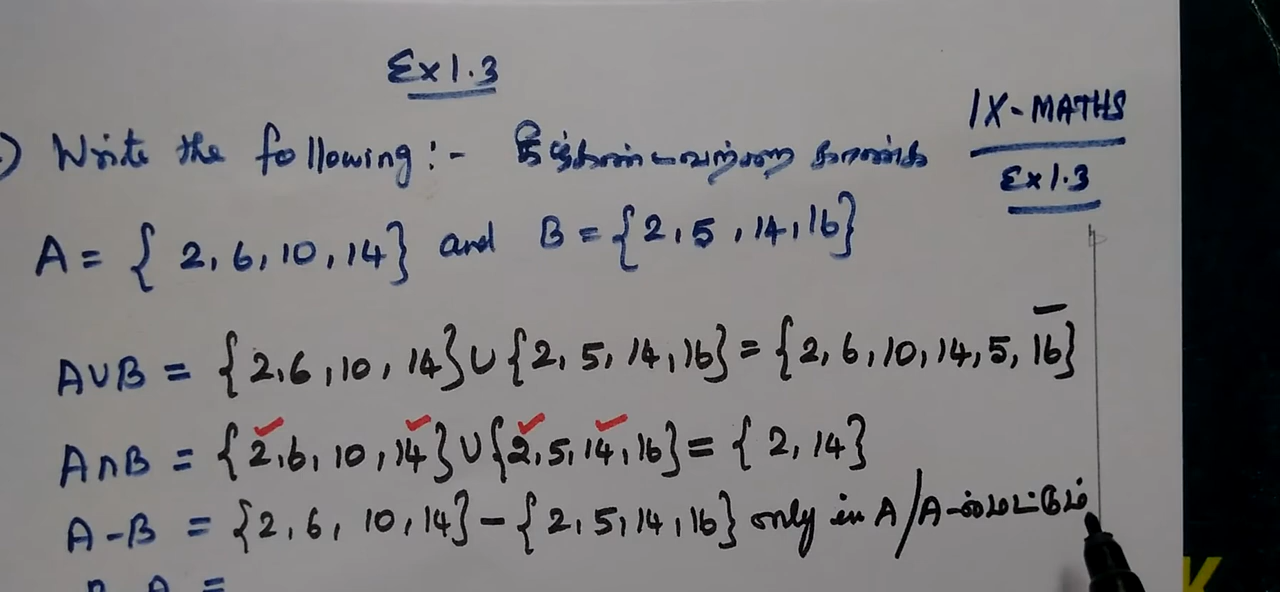 Ex 1.3
IX-MATHS
Ex 1.3
) Write the following:- காண்க
A = { 2, 6, 10, 14} and B = {2, 5, 14, 16}
A∪B = {2, 6, 10, 14} ∪ {2, 5, 14, 16} = {2, 6, 10, 14, 5, 16}
A∩B = {2, 6, 10, 14} ∪ {2, 5, 14, 16} = { 2, 14}
A-B = {2, 6, 10, 14} - {2, 5, 14, 16} only in A / A-ல் மட்டும்